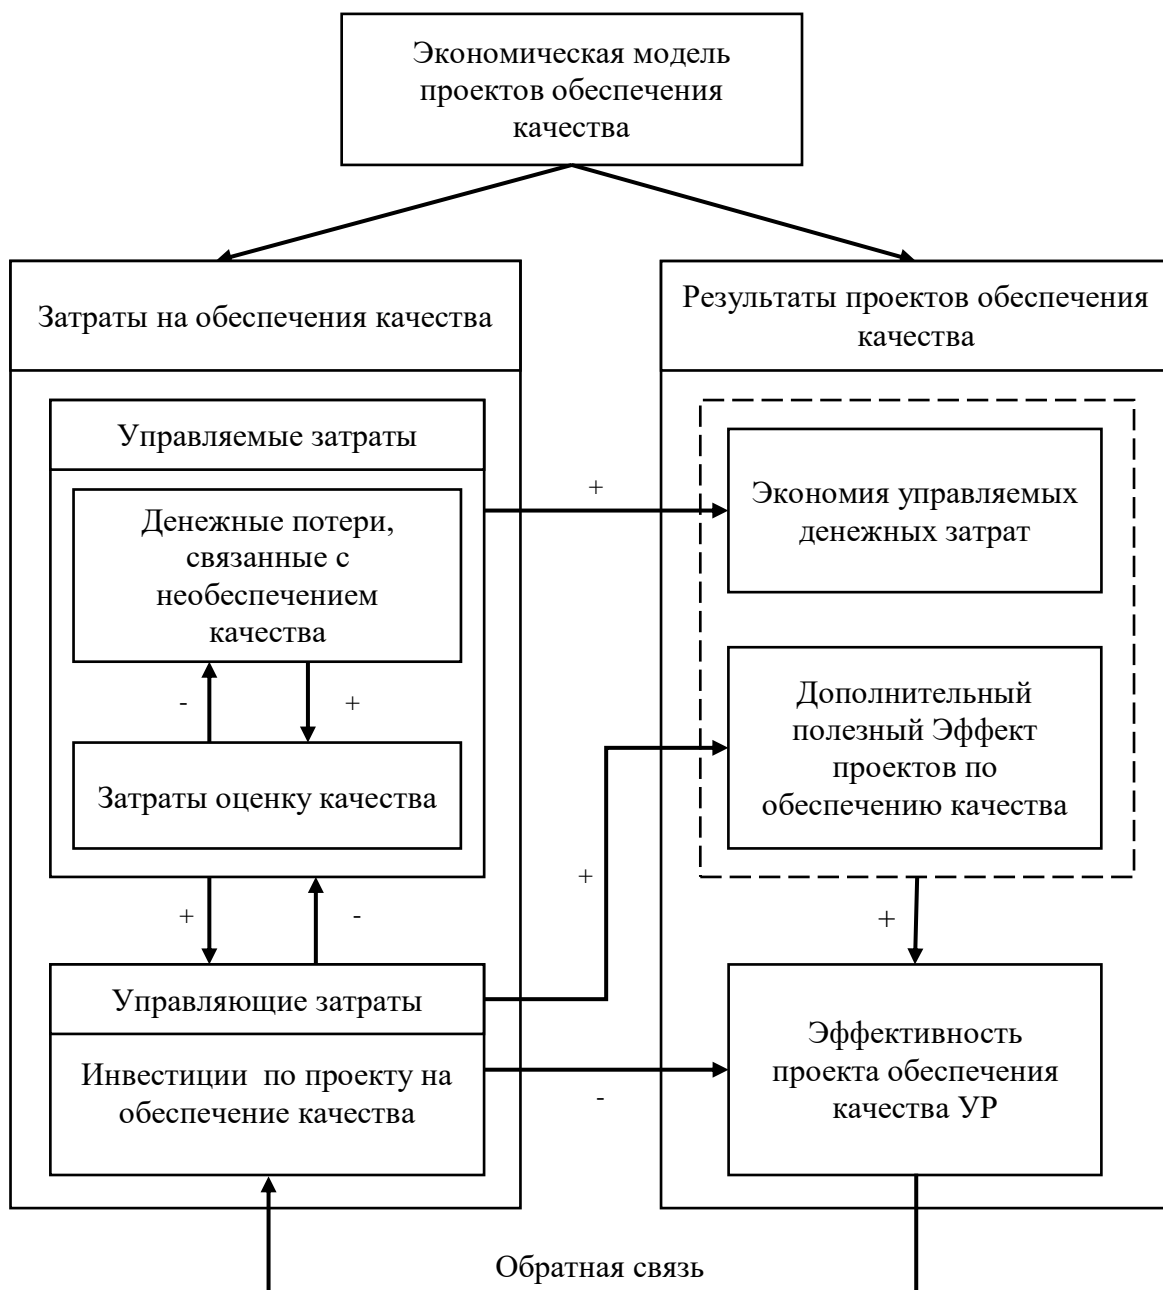 Экономическая модель
проектов обеспечения
качества
Затраты на обеспечения качества
Управляемые затраты
Денежные потери,
связанные с
необеспечением
качества
-
+
Затраты оценку качества
+
-
Управляющие затраты
Инвестиции  по проекту на
обеспечение качества
+
+
-
Результаты проектов обеспечения
качества
Экономия управляемых
денежных затрат
Дополнительный
полезный Эффект
проектов по
обеспечению качества
+
Эффективность
проекта обеспечения
качества УР
Обратная связь